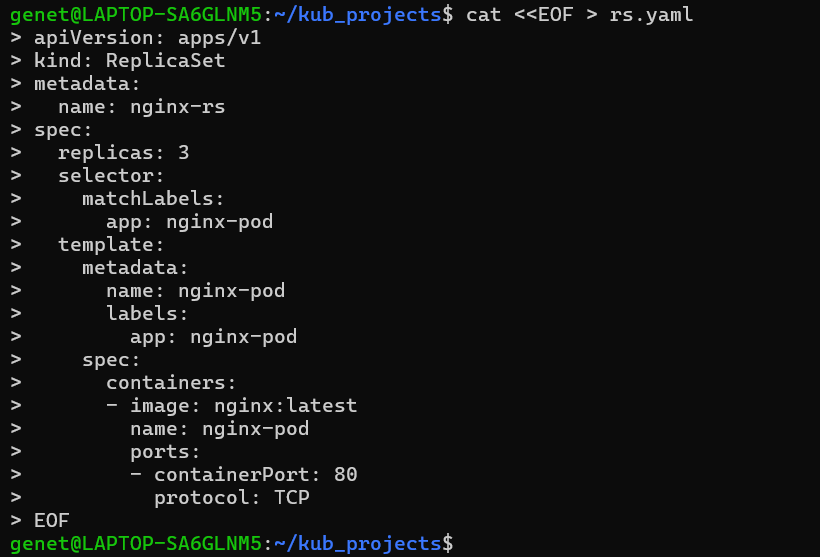 genet@LAPTOP-SA6GLNM5:~/kub_projects$ cat <<EOF > rs.yaml
> apiVersion: apps/v1
> kind: ReplicaSet
> metadata:
>   name: nginx-rs
> spec:
>   replicas: 3
>   selector:
>     matchLabels:
>       app: nginx-pod
>   template:
>     metadata:
>       name: nginx-pod
>       labels:
>         app: nginx-pod
>     spec:
>       containers:
>       - image: nginx:latest
>         name: nginx-pod
>         ports:
>         - containerPort: 80
>           protocol: TCP
> EOF
genet@LAPTOP-SA6GLNM5:~/kub_projects$